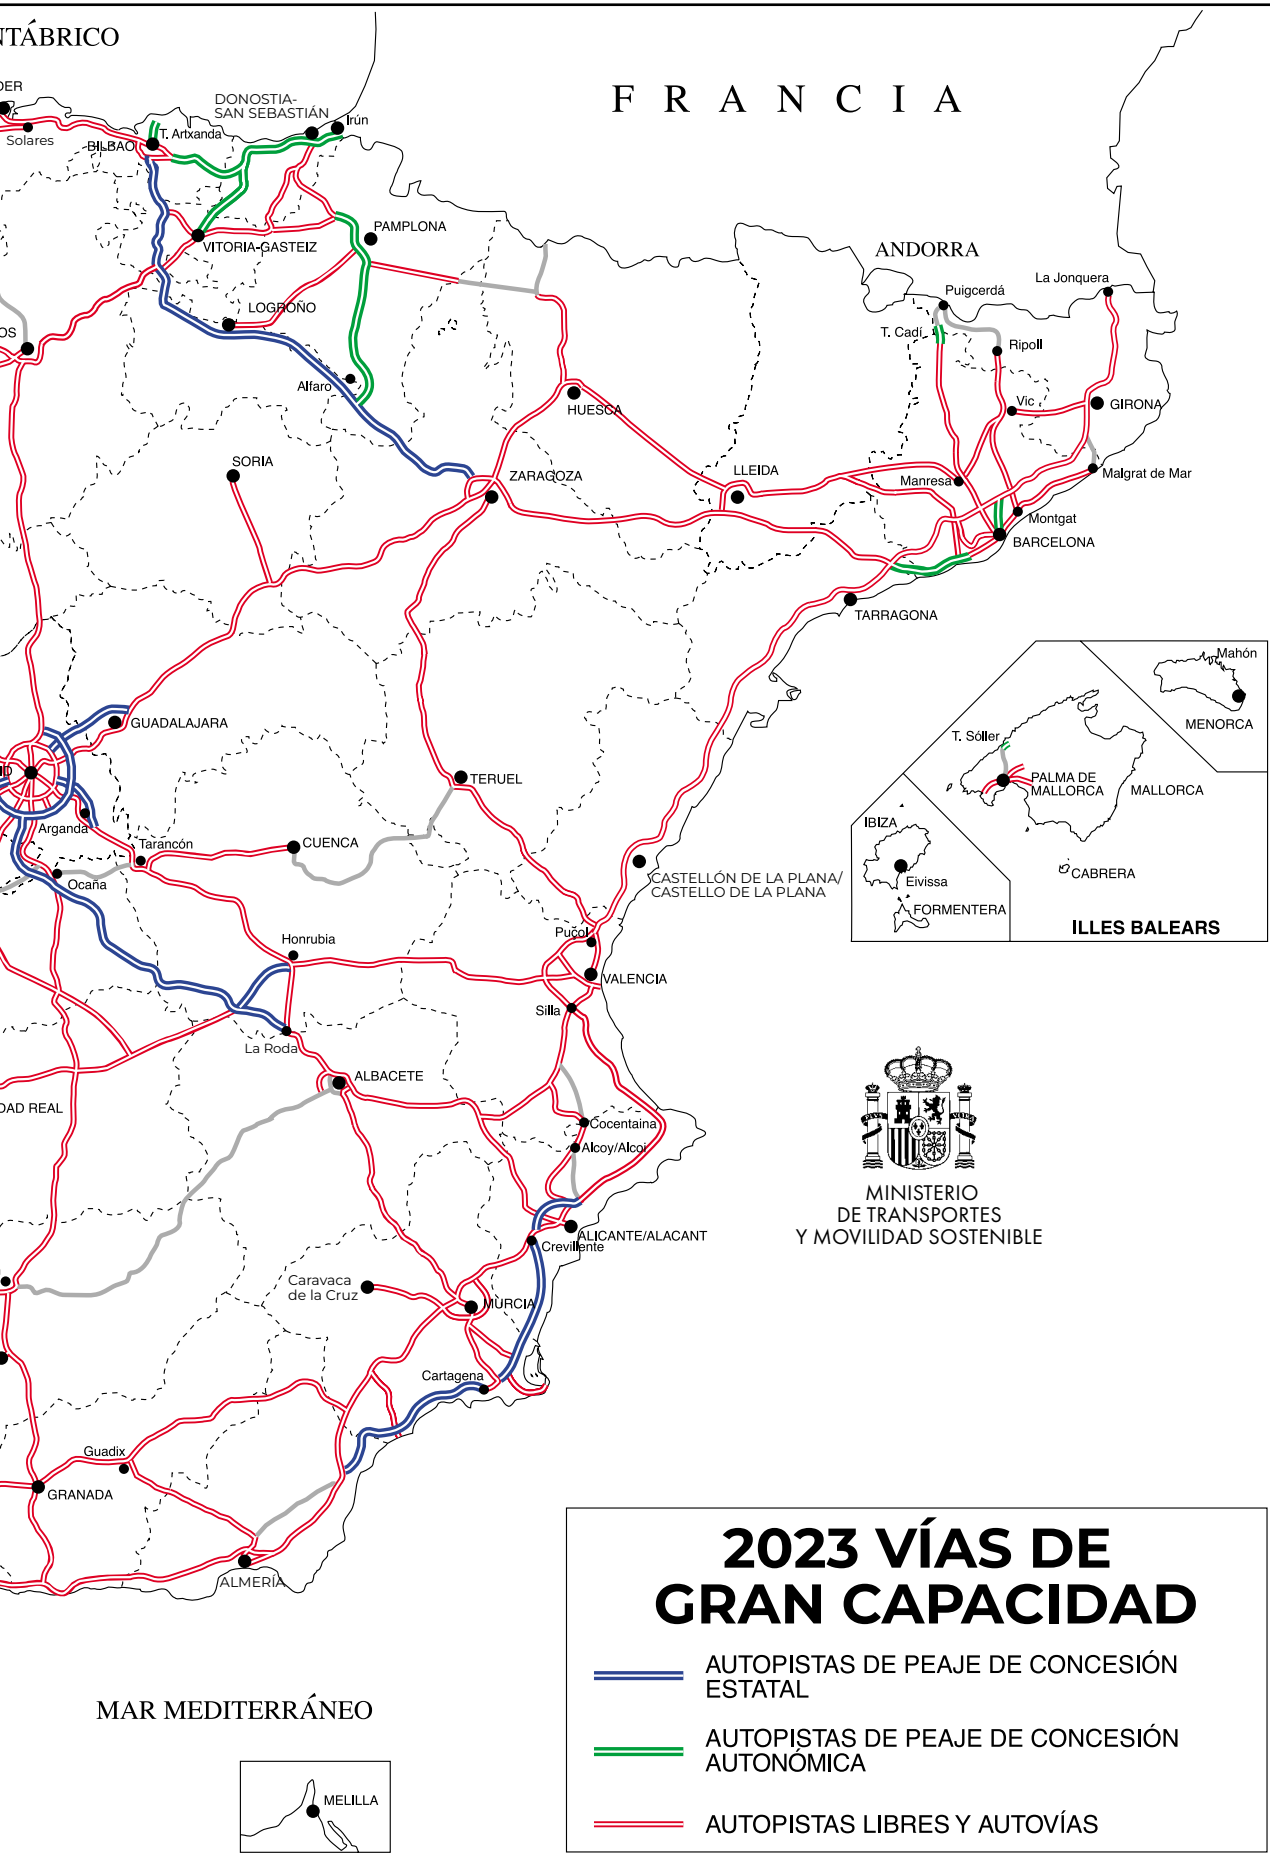 NTÁBRICO
FRANCIA
DER
Solares
DONOSTIA-
SAN SEBASTIÁN
Irún
T. Artxanda
BILBAO
PAMPLONA
VITORIA-GASTEIZ
ANDORRA
La Jonquera
Puigcerdá
LOGROÑO
T. Cadí
OS
Ripoll
Alfaro
HUESCA
Vic
GIRONA
SORIA
ZARAGOZA
LLEIDA
Manresa
Malgrat de Mar
Montgat
BARCELONA
TARRAGONA
Mahón
MENORCA
GUADALAJARA
T. Sóller
ID
TERUEL
PALMA DE
MALLORCA
MALLORCA
Arganda
IBIZA
Tarancón
CUENCA
CASTELLÓN DE LA PLANA/
CASTELLO DE LA PLANA
CABRERA
Ocaña
Eivissa
FORMENTERA
ILLES BALEARS
Honrubia
Puçol
VALENCIA
Silla
La Roda
ALBACETE
DAD REAL
Cocentaina
Alcoy/Alcoi
MINISTERIO
DE TRANSPORTES
Y MOVILIDAD SOSTENIBLE
ALICANTE/ALACANT
Crevillente
Caravaca
de la Cruz
MURCIA
Cartagena
Guadix
GRANADA
ALMERÍA
2023 VÍAS DE
GRAN CAPACIDAD
AUTOPISTAS DE PEAJE DE CONCESIÓN
ESTATAL
MAR MEDITERRÁNEO
AUTOPISTAS DE PEAJE DE CONCESIÓN
AUTONÓMICA
MELILLA
AUTOPISTAS LIBRES Y AUTOVÍAS